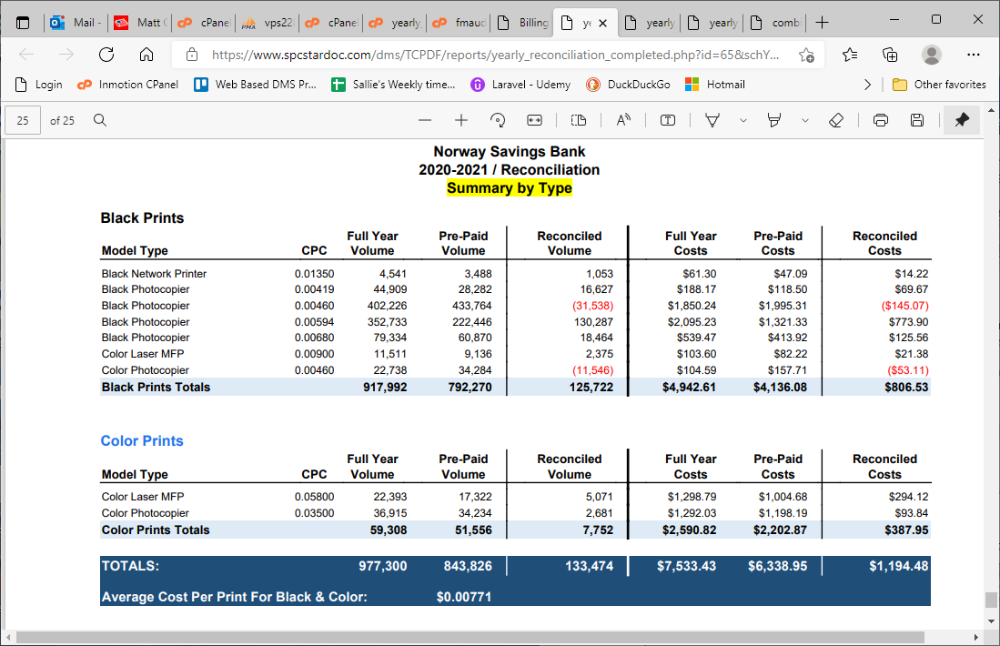 Mail -
Matt C
cPane
vps22
cPane
yearly
fmaud
Billing
ye
yearly
yearly
comb
https://www.spcstardoc.com/dms/TCPDF/reports/yearly_reconciliation_completed.php?id=65&schY...
Login
Inmotion CPanel
Web Based DMS Pr...
Sallie's Weekly time...
Laravel - Udemy
DuckDuckGo
Hotmail
Other favorites
25 of 25
Norway Savings Bank
2020-2021 / Reconciliation
Summary by Type
Black Prints
Full Year Pre-Paid Reconciled Full Year Pre-Paid Reconciled
Model Type CPC Volume Volume Volume Costs Costs Costs
Black Network Printer 0.01350 4,541 3,488 1,053 $61.30 $47.09 $14.22
Black Photocopier 0.00419 44,909 28,282 16,627 $188.17 $118.50 $69.67
Black Photocopier 0.00460 402,226 433,764 (31,538) $1,850.24 $1,995.31 ($145.07)
Black Photocopier 0.00594 352,733 222,446 130,287 $2,095.23 $1,321.33 $773.90
Black Photocopier 0.00680 79,334 60,870 18,464 $539.47 $413.92 $125.56
Color Laser MFP 0.00900 11,511 9,136 2,375 $103.60 $82.22 $21.38
Color Photocopier 0.00460 22,738 34,284 (11,546) $104.59 $157.71 ($53.11)
Black Prints Totals 917,992 792,270 125,722 $4,942.61 $4,136.08 $806.53
Color Prints
Full Year Pre-Paid Reconciled Full Year Pre-Paid Reconciled
Model Type CPC Volume Volume Volume Costs Costs Costs
Color Laser MFP 0.05800 22,393 17,322 5,071 $1,298.79 $1,004.68 $294.12
Color Photocopier 0.03500 36,915 34,234 2,681 $1,292.03 $1,198.19 $93.84
Color Prints Totals 59,308 51,556 7,752 $2,590.82 $2,202.87 $387.95
TOTALS: 977,300 843,826 133,474 $7,533.43 $6,338.95 $1,194.48
Average Cost Per Print For Black & Color: $0.00771